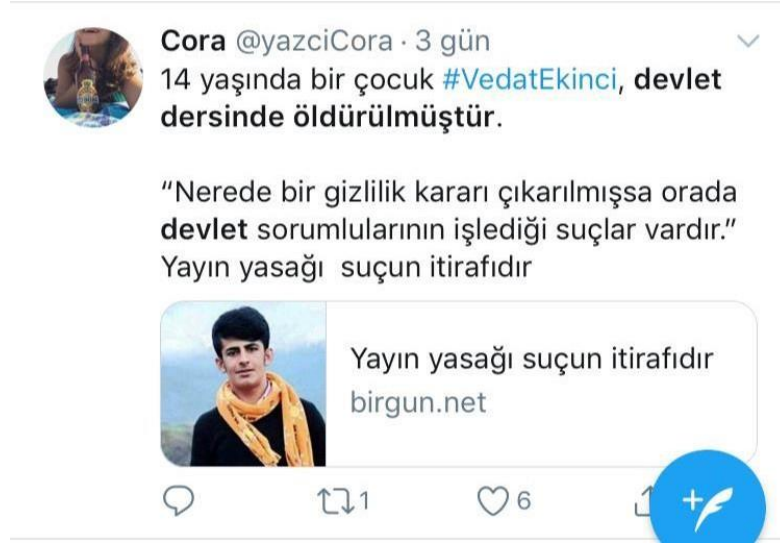 Cora @yazciCora · 3 gün
14 yaşında bir çocuk #VedatEkinci, devlet
dersinde öldürülmüştür.
"Nerede bir gizlilik kararı çıkarılmışsa orada
devlet sorumlularının işlediği suçlar vardır."
Yayın yasağı  suçun itirafıdır
Yayin yasağı suçun itirafıdır
birgun.net
1
6